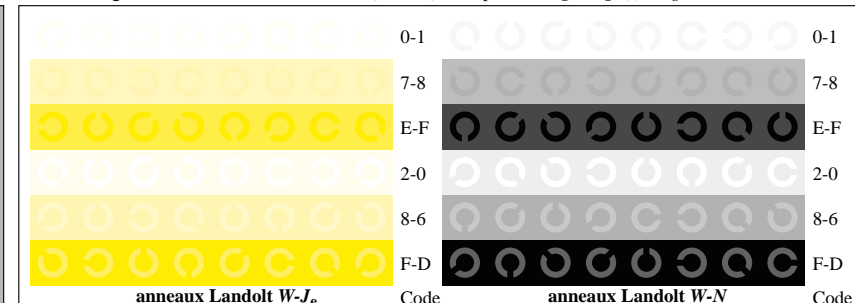 0-1 0-1
7-8 7-8
E-F E-F
2-0 2-0
8-6 8-6
F-D F-D
anneaux Landolt W-Je Code anneaux Landolt W-N Code